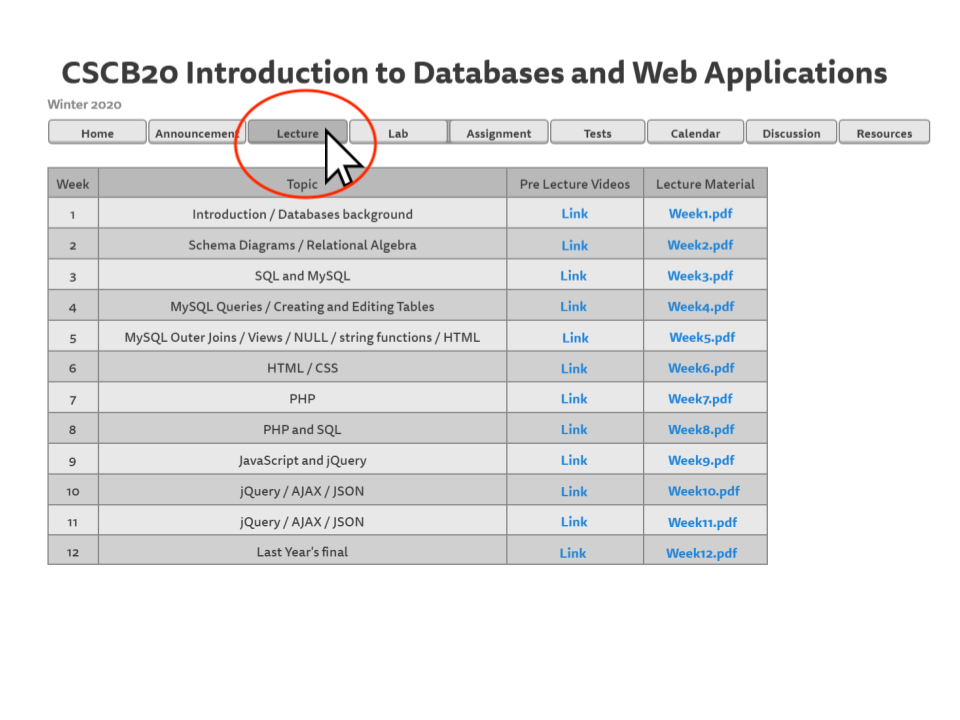 CSCB20 Introduction to Databases and Web Applications
Winter 2020
Home Announcement Lecture Lab Assignment Tests Calendar Discussion Resources
Week Topic Pre Lecture Videos Lecture Material
1 Introduction / Databases background Link Week1.pdf
2 Schema Diagrams / Relational Algebra Link Week2.pdf
3 SQL and MySQL Link Week3.pdf
4 MySQL Queries / Creating and Editing Tables Link Week4.pdf
5 MySQL Outer Joins / Views / NULL / string functions / HTML Link Week5.pdf
6 HTML / CSS Link Week6.pdf
7 PHP Link Week7.pdf
8 PHP and SQL Link Week8.pdf
9 JavaScript and jQuery Link Week9.pdf
10 jQuery / AJAX / JSON Link Week10.pdf
11 jQuery / AJAX / JSON Link Week11.pdf
12 Last Year's final Link Week12.pdf